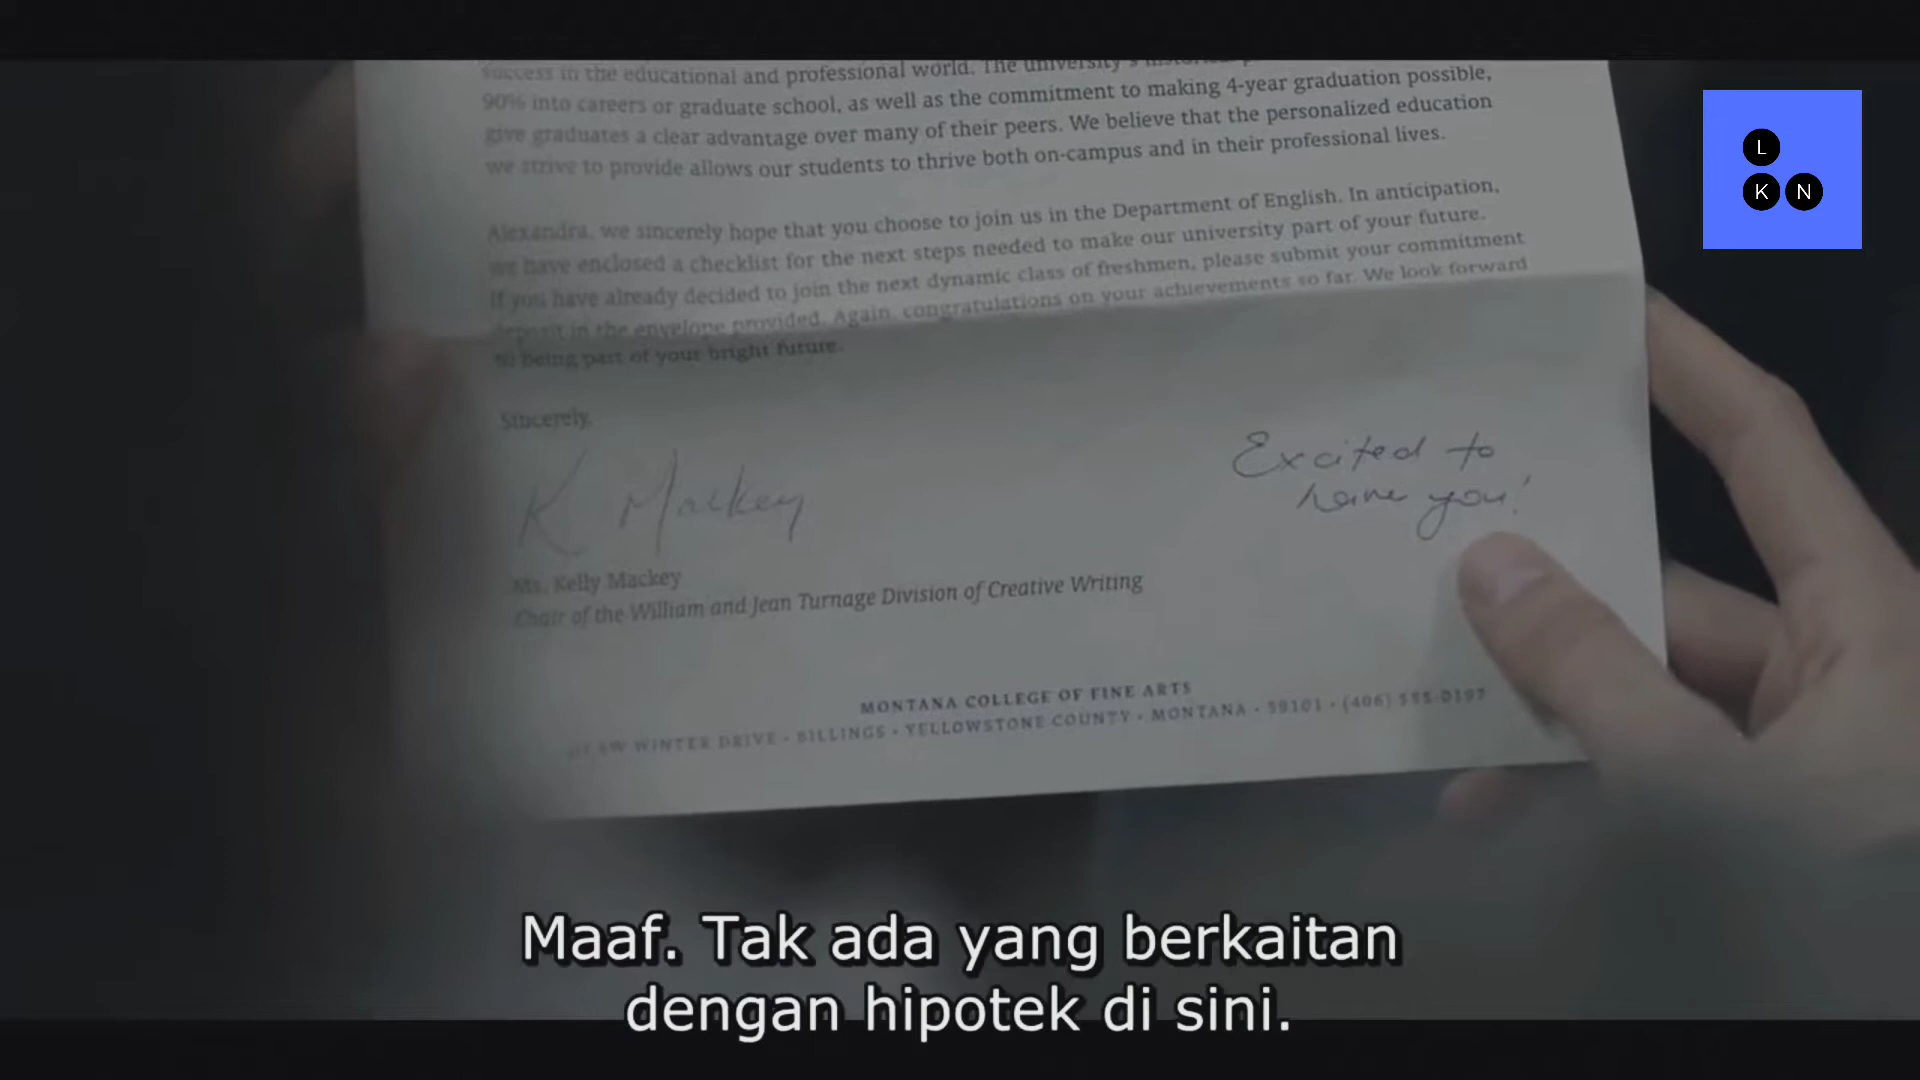 success in the educational and professional world. The university's
90% into careers or graduate school, as well as the commitment to making 4-year graduation possible,
give graduates a clear advantage over many of their peers. We believe that the personalized education
we strive to provide allows our students to thrive both on-campus and in their professional lives.
Alexandra, we sincerely hope that you choose to join us in the Department of English. In anticipation,
we have enclosed a checklist for the next steps needed to make our university part of your future.
If you have already decided to join the next dynamic class of freshmen, please submit your commitment
deposit in the envelope provided. Again, congratulations on your achievements so far. We look forward
to being part of your bright future.
Sincerely,
K Mackey
Excited to
have you!
Ms. Kelly Mackey
Chair of the William and Jean Turnage Division of Creative Writing
MONTANA COLLEGE OF FINE ARTS
WINTER DRIVE • BILLINGS • YELLOWSTONE COUNTY • MONTANA • 59101 • (406) 555-0197
L
K N
Maaf. Tak ada yang berkaitan
dengan hipotek di sini.